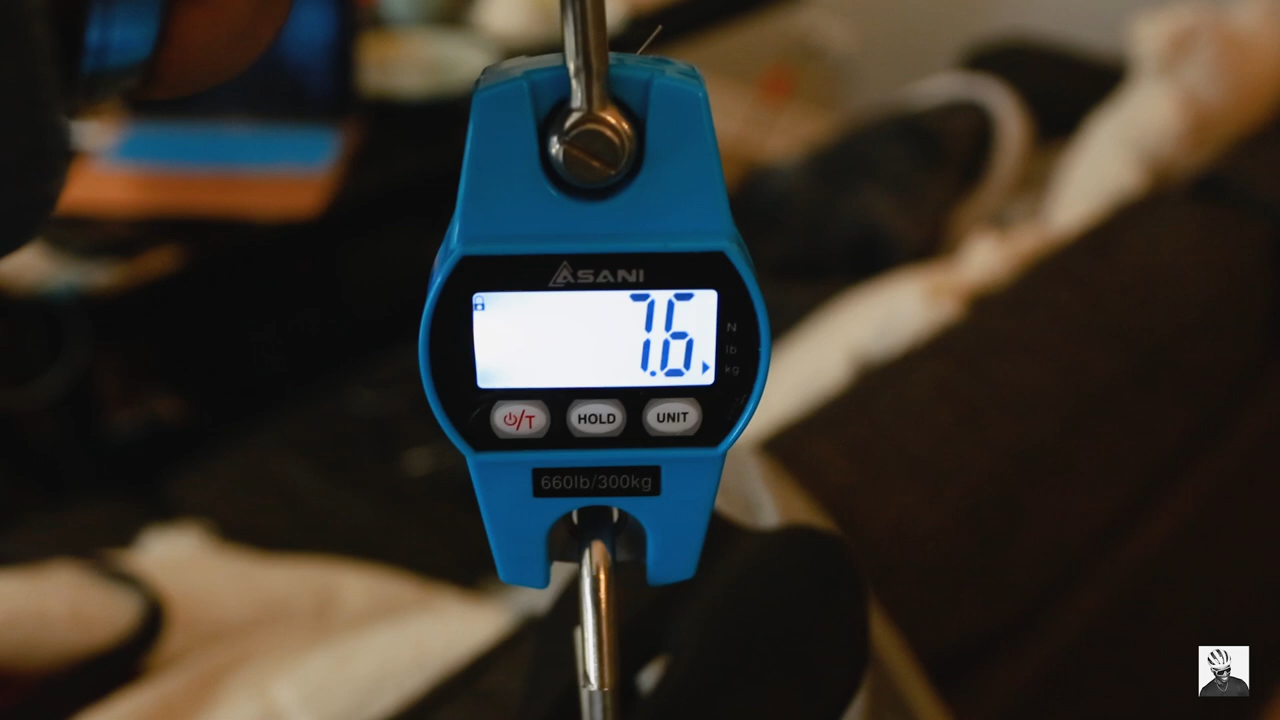 ASANI
7.6
N
lb
kg
⏻/T HOLD UNIT
660lb/300kg